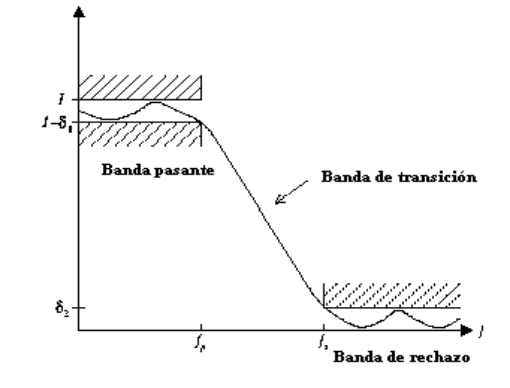 1
1-δ₁
Banda pasante
Banda de transición
δ₂
fₚ
fₛ
f
Banda de rechazo